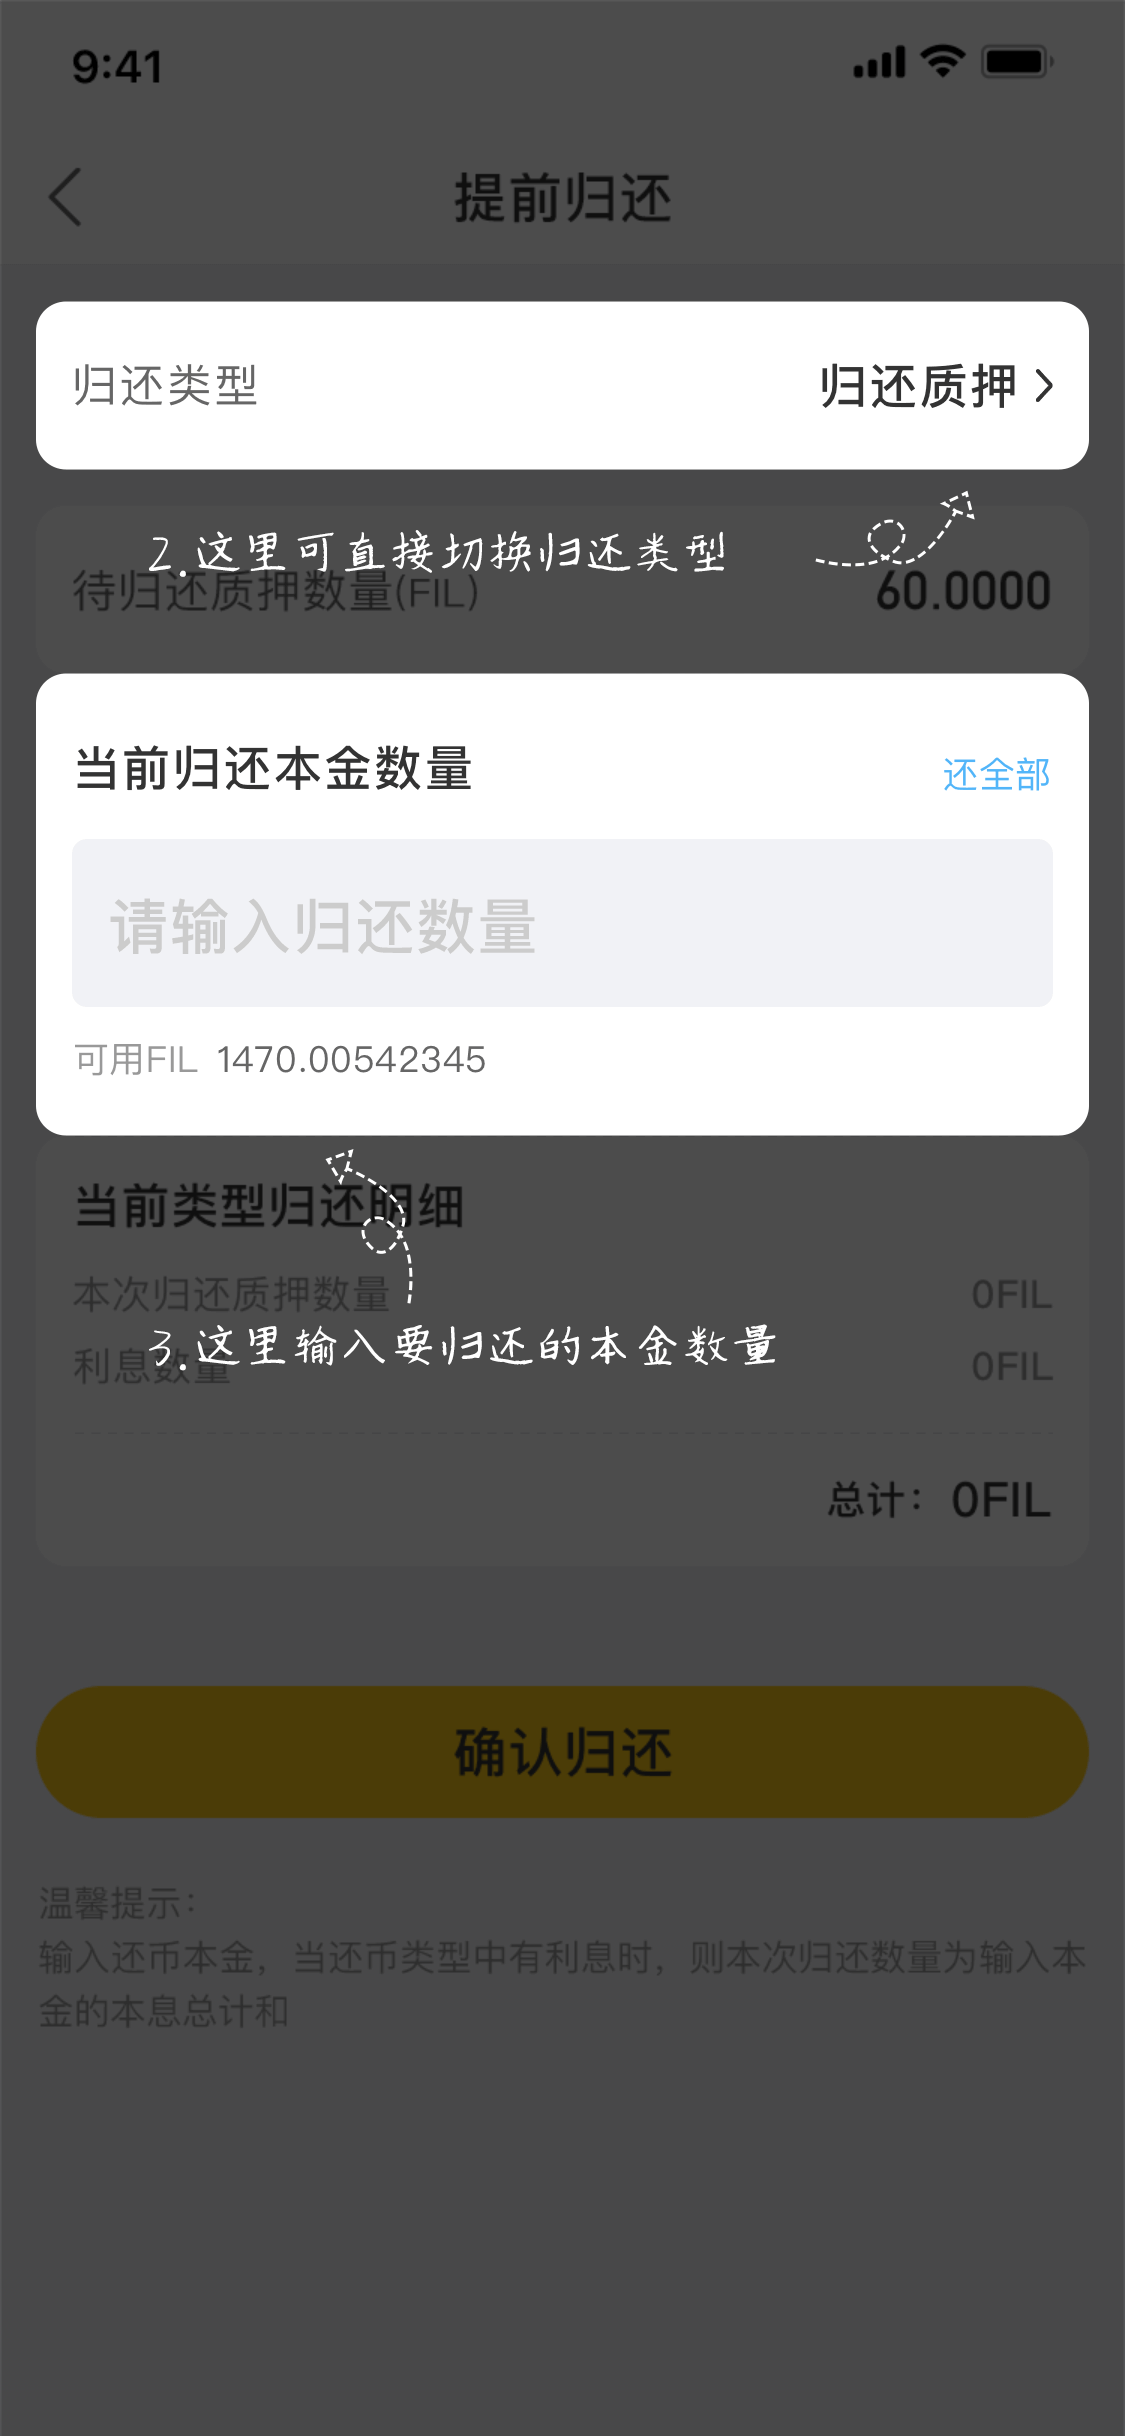 9:41
提前归还
归还类型
归还质押
2.这里可直接切换归还类型
待归还质押数量(FIL)
60.0000
当前归还本金数量
还全部
请输入归还数量
可用FIL 1470.00542345
当前类型归还明细
本次归还质押数量
0FIL
3.这里输入要归还的本金数量
利息数量
0FIL
总计：0FIL
确认归还
温馨提示：
输入还币本金，当还币类型中有利息时，则本次归还数量为输入本
金的本息总计和